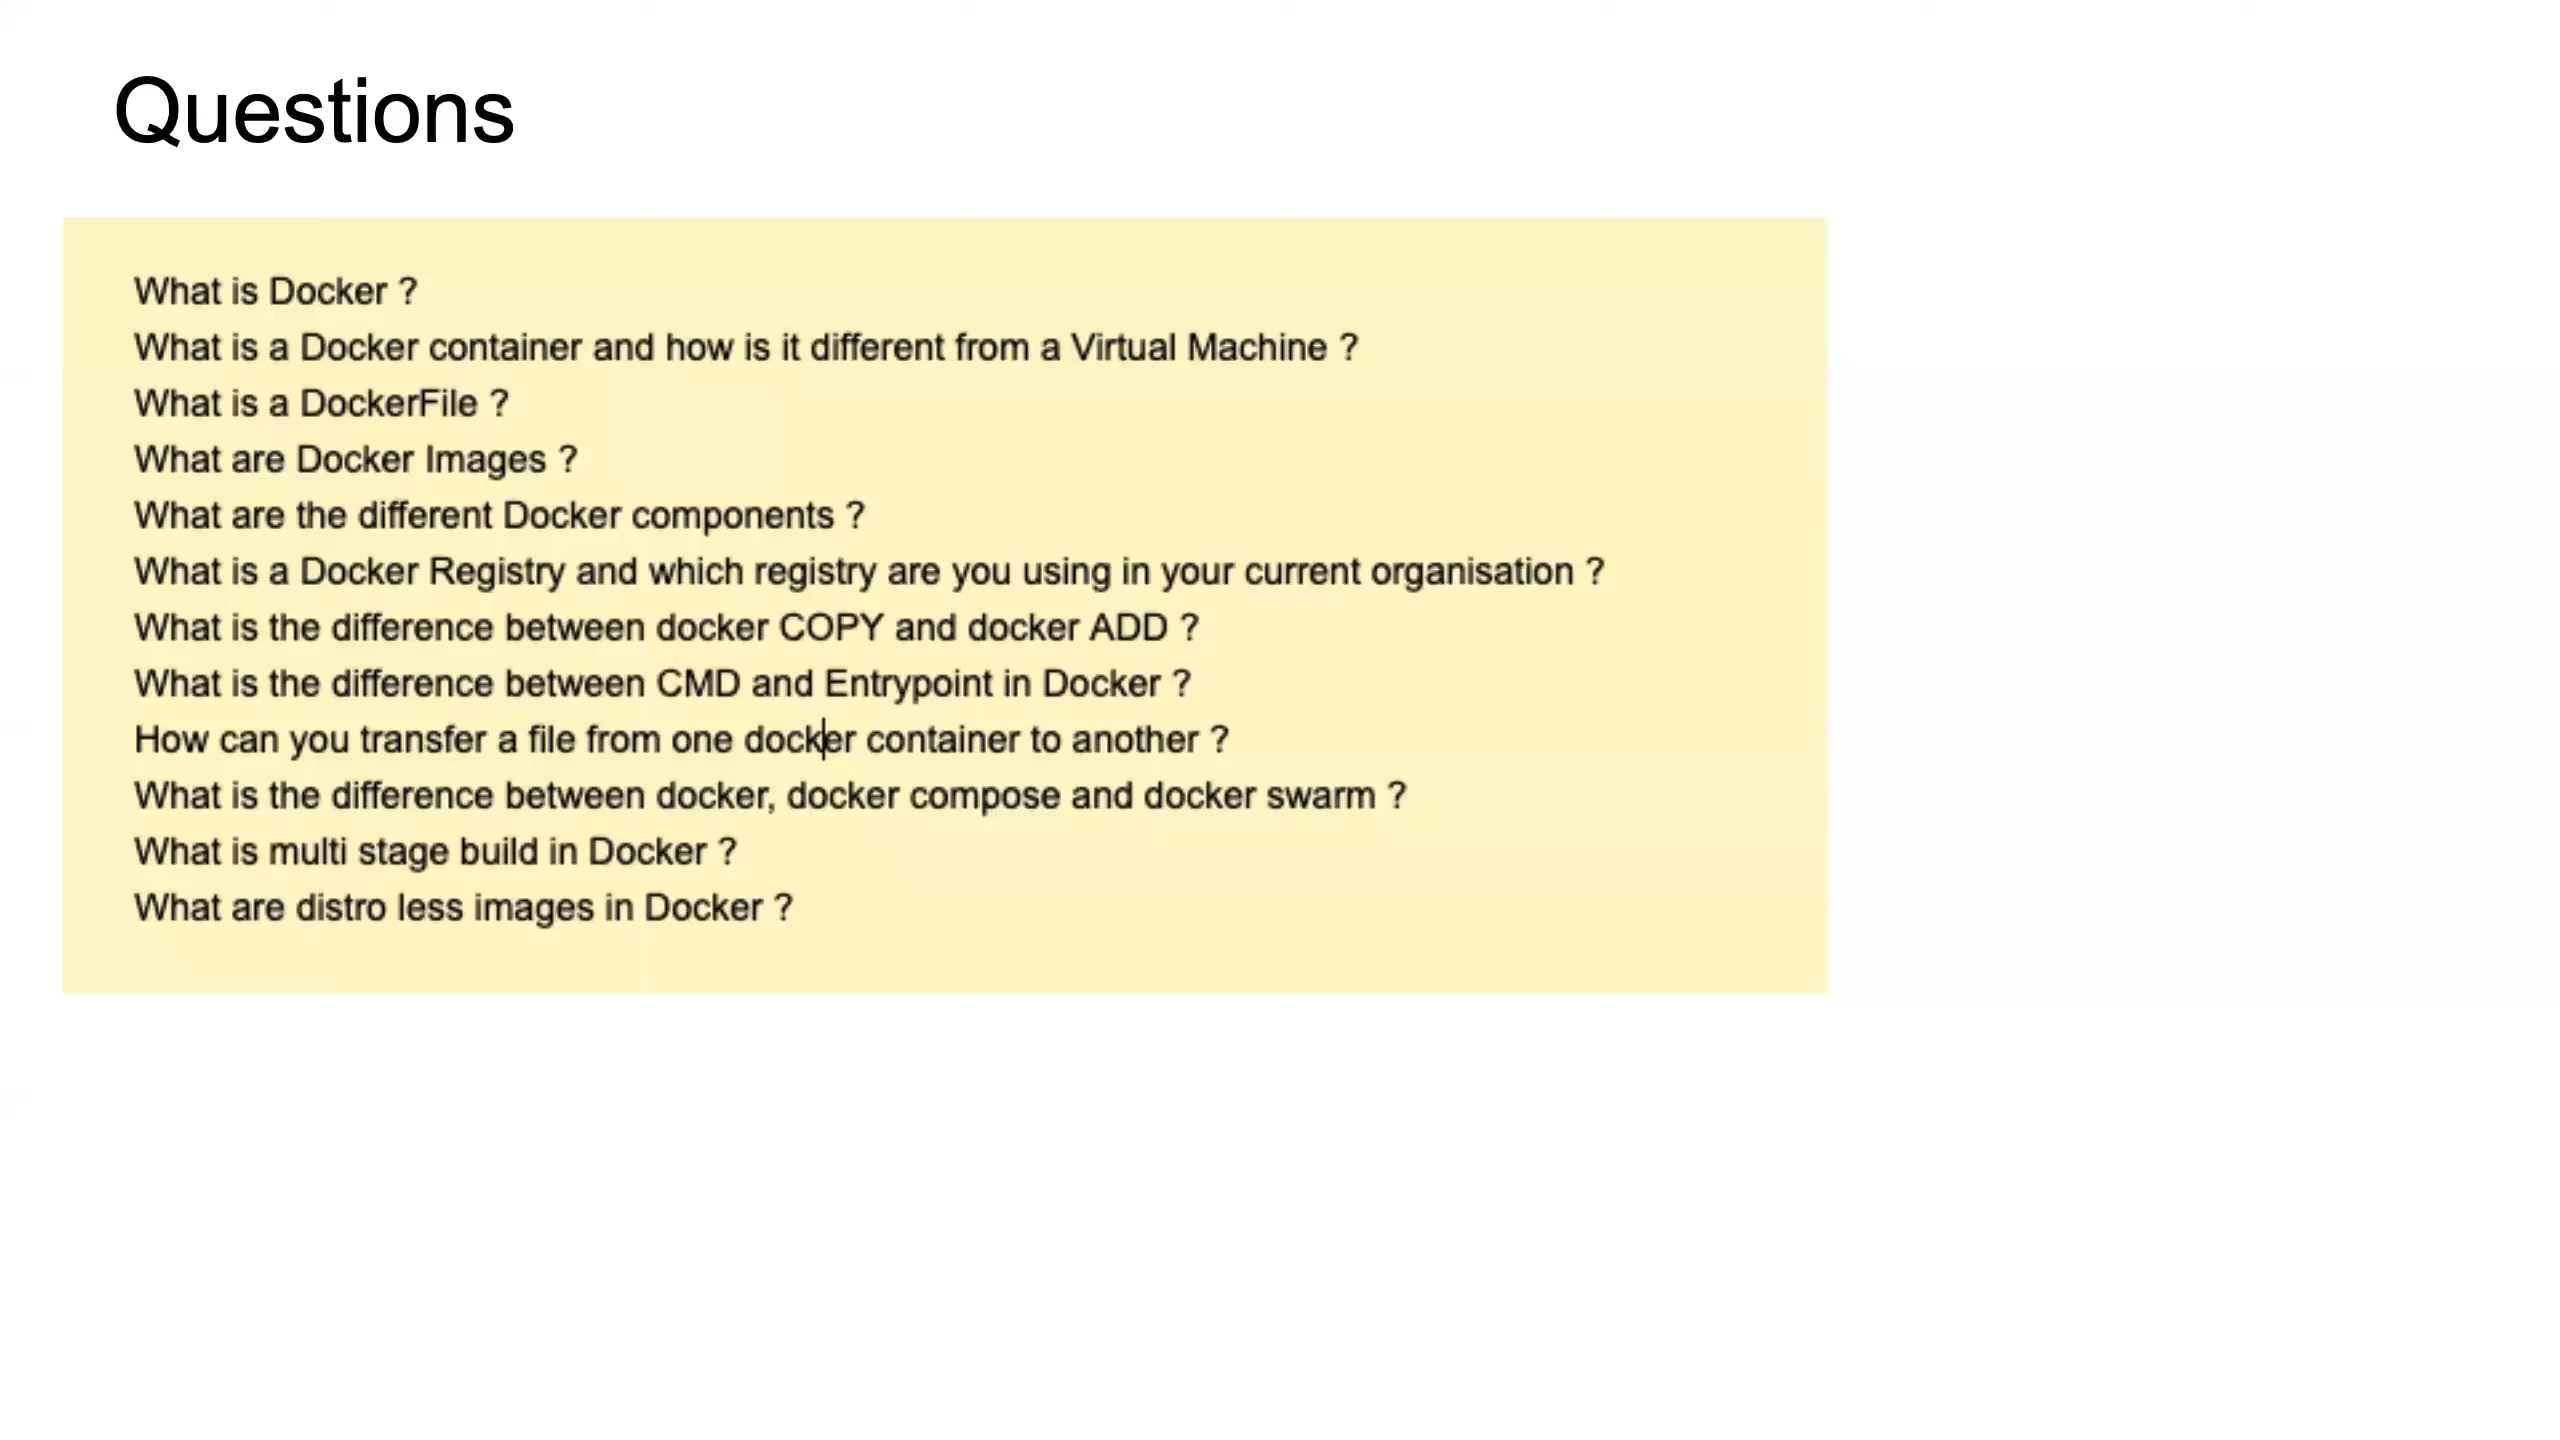 Questions
What is Docker ?
What is a Docker container and how is it different from a Virtual Machine ?
What is a DockerFile ?
What are Docker Images ?
What are the different Docker components ?
What is a Docker Registry and which registry are you using in your current organisation ?
What is the difference between docker COPY and docker ADD ?
What is the difference between CMD and Entrypoint in Docker ?
How can you transfer a file from one docker container to another ?
What is the difference between docker, docker compose and docker swarm ?
What is multi stage build in Docker ?
What are distro less images in Docker ?